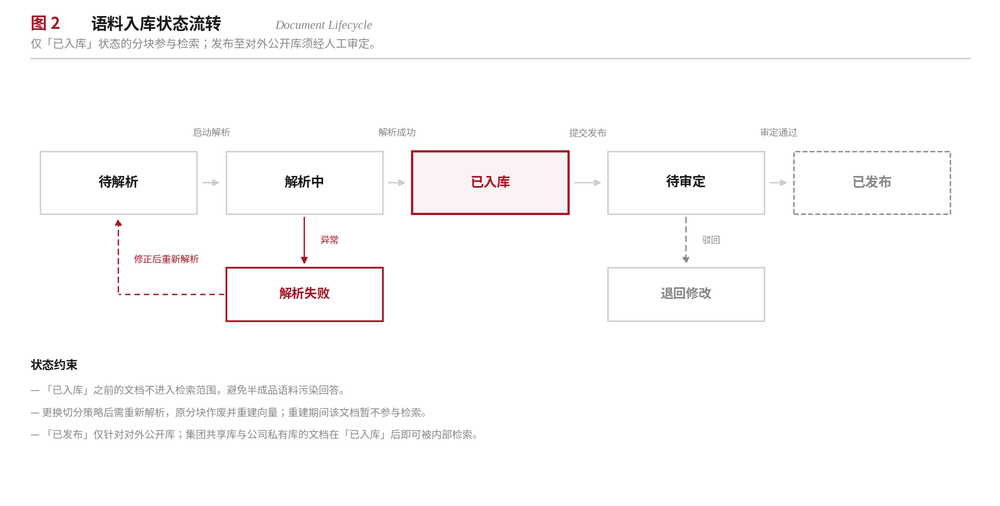 图 2 语料入库状态流转 Document Lifecycle
仅「已入库」状态的分块参与检索；发布至对外公开库须经人工审定。
启动解析 解析成功 提交发布 审定通过
待解析 解析中 已入库 待审定 已发布
异常 驳回
修正后重新解析
解析失败 退回修改
状态约束
— 「已入库」之前的文档不进入检索范围，避免半成品语料污染回答。
— 更换切分策略后需重新解析，原分块作废并重建向量；重建期间该文档暂不参与检索。
— 「已发布」仅针对对外公开库；集团共享库与公司私有库的文档在「已入库」后即可被内部检索。